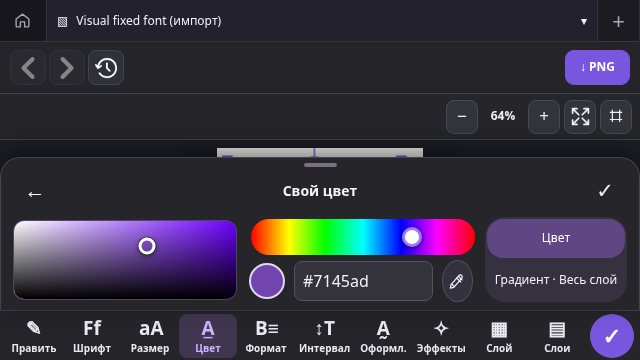 Visual fixed font (импорт)
↓ PNG
− 64% +
← Свой цвет ✓
Цвет
#7145ad
Градиент · Весь слой
Править Шрифт Размер Цвет Формат Интервал Оформл. Эффекты Слой Слои